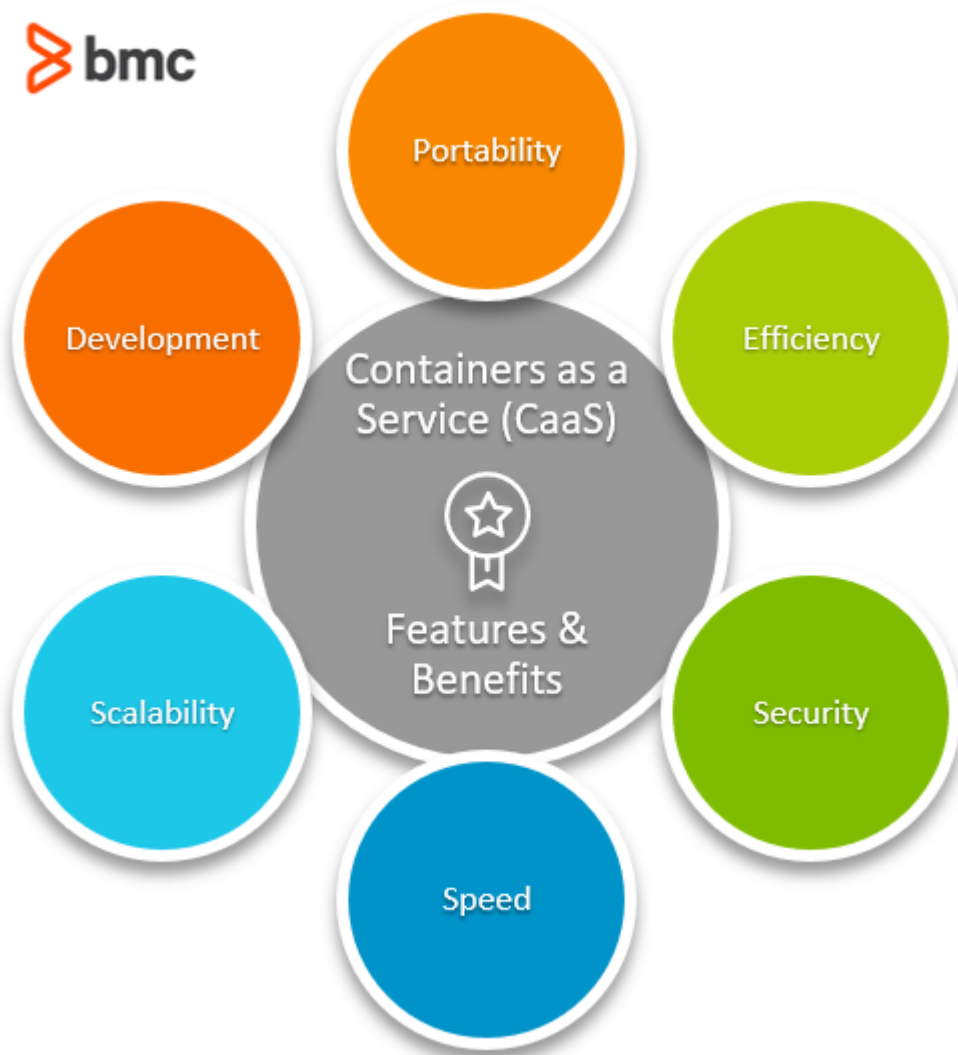 bmc
Portability
Development
Efficiency
Containers as a
Service (CaaS)
Features &
Benefits
Scalability
Security
Speed